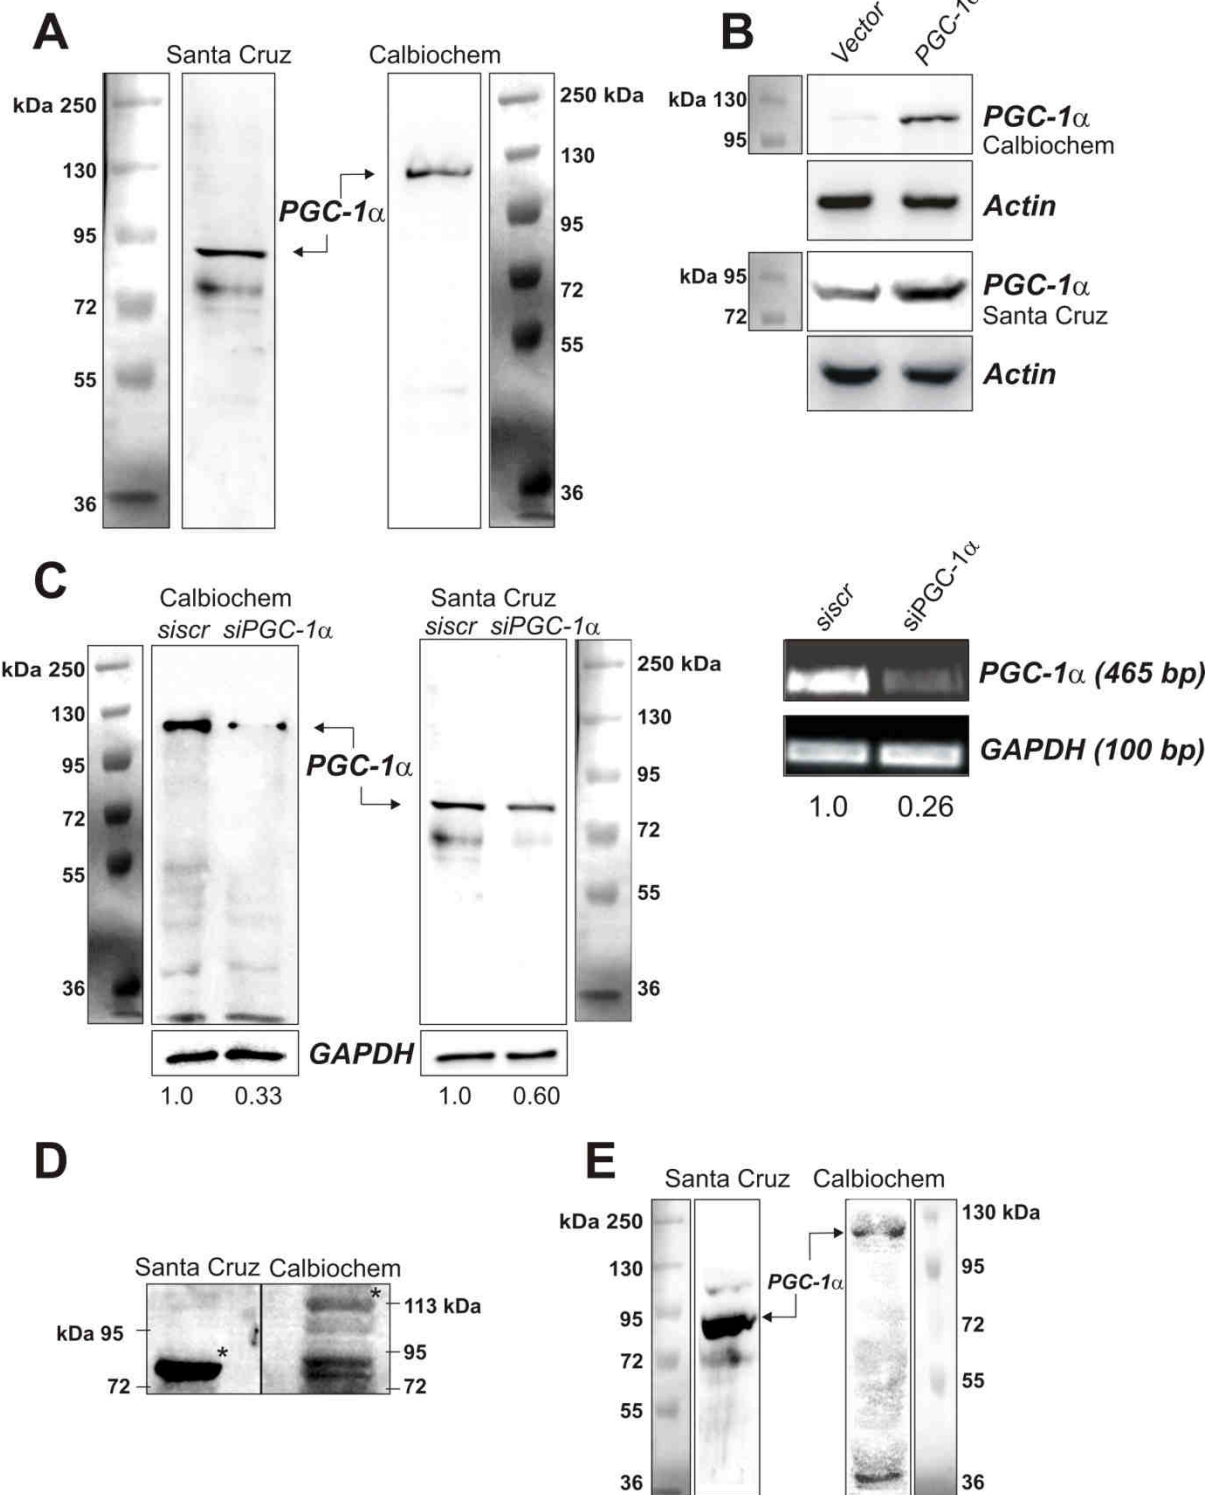 A
Santa Cruz
Calbiochem
kDa 250
130
95
72
55
36
PGC-1α
250 kDa
130
95
72
55
36
B
Vector
kDa 130
95
PGC-1α
Calbiochem
Actin
kDa 95
72
PGC-1α
Santa Cruz
Actin
C
Calbiochem
siscr siPGC-1α
kDa 250
130
95
72
55
36
PGC-1α
Santa Cruz
siscr siPGC-1α
250 kDa
130
95
72
55
36
GAPDH
1.0 0.33
1.0 0.60
siscr
siPGC-1α
PGC-1α (465 bp)
GAPDH (100 bp)
1.0 0.26
D
Santa Cruz Calbiochem
kDa 95
72
*
*
113 kDa
95
72
E
Santa Cruz Calbiochem
kDa 250
130
95
72
55
36
PGC-1α
130 kDa
95
72
55
36